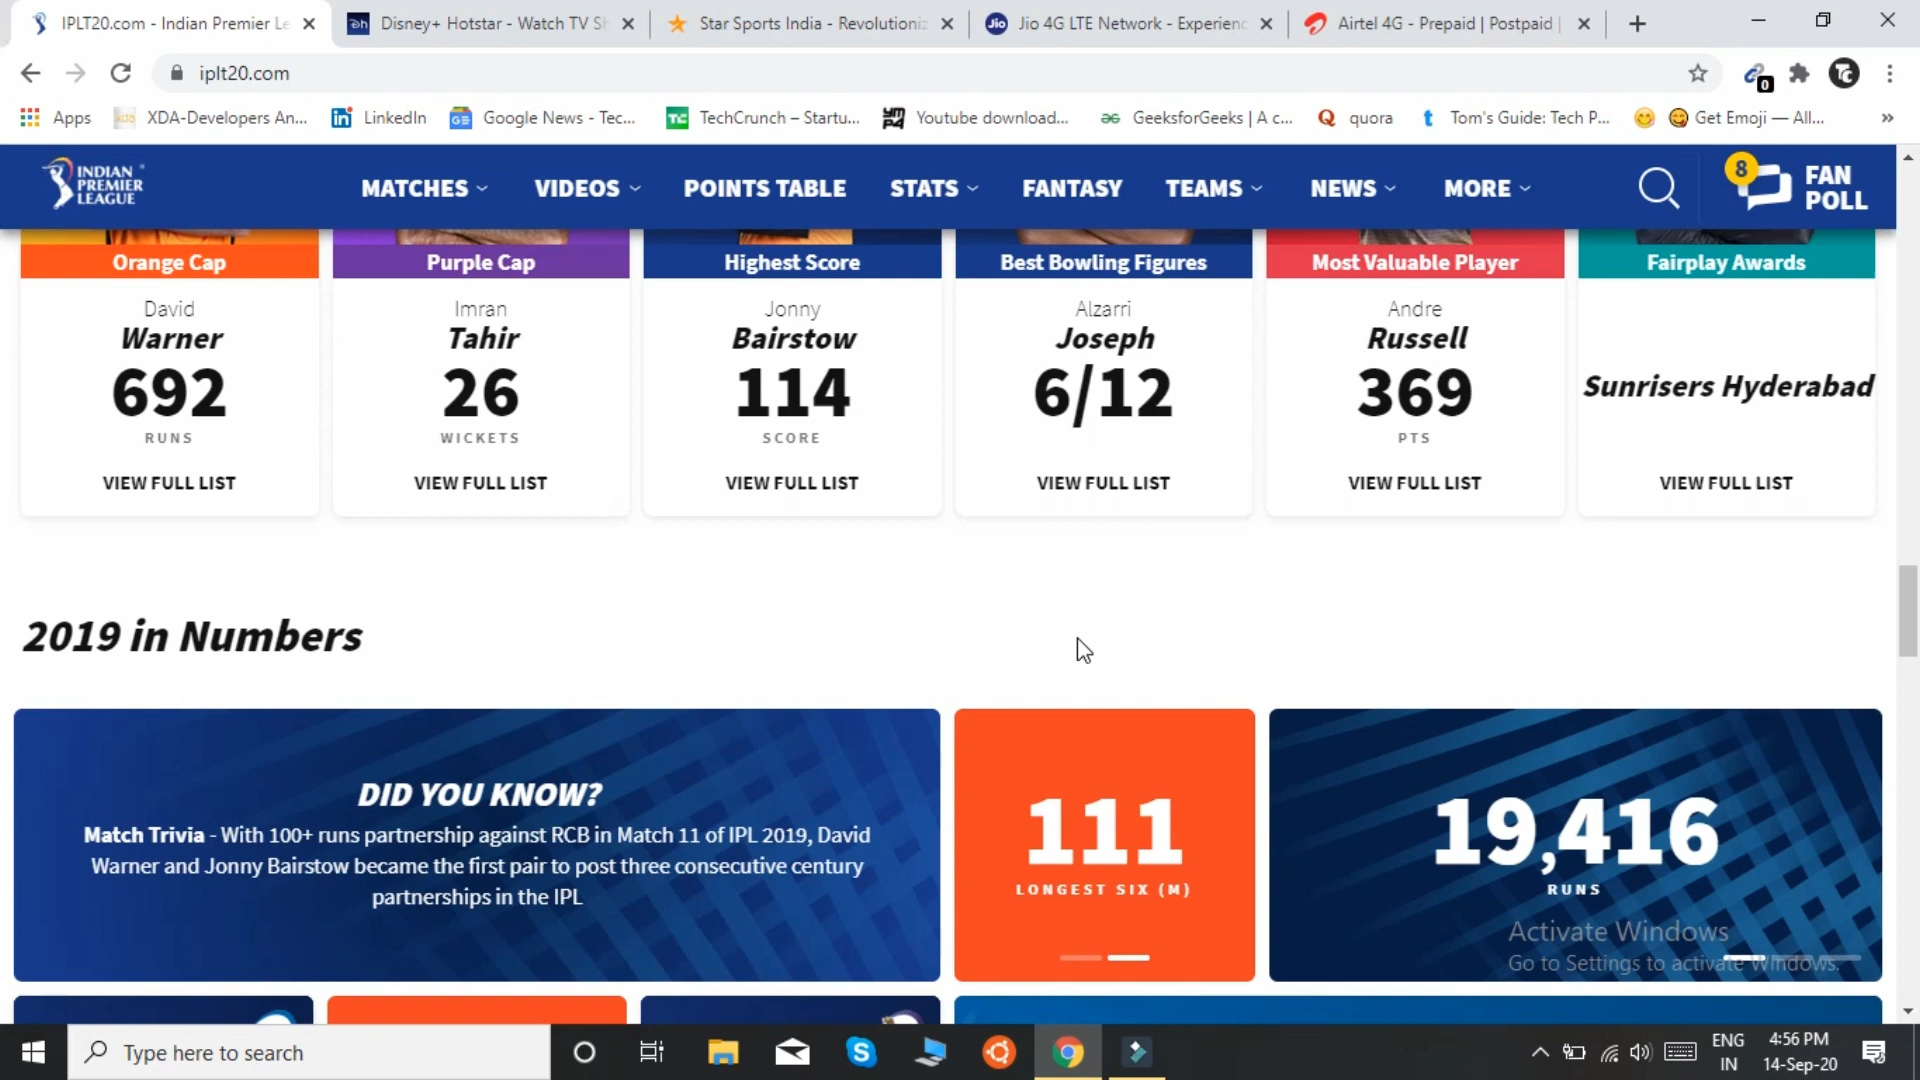 IPLT20.com - Indian Premier Le
Disney+ Hotstar - Watch TV Sh
Star Sports India - Revolutioniz
Jio
Jio 4G LTE Network - Experienc
Airtel 4G - Prepaid | Postpaid |
iplt20.com
0
TC
Apps
XDA-Developers An...
LinkedIn
Google News - Tec...
TechCrunch – Startu...
Youtube download...
GeeksforGeeks | A c...
quora
Tom's Guide: Tech P...
Get Emoji — All...
»
INDIAN
PREMIER
LEAGUE
MATCHES
VIDEOS
POINTS TABLE
STATS
FANTASY
TEAMS
NEWS
MORE
8
FAN
POLL
Orange Cap
Purple Cap
Highest Score
Best Bowling Figures
Most Valuable Player
Fairplay Awards
David
Warner
692
RUNS
VIEW FULL LIST
Imran
Tahir
26
WICKETS
VIEW FULL LIST
Jonny
Bairstow
114
SCORE
VIEW FULL LIST
Alzarri
Joseph
6/12
VIEW FULL LIST
Andre
Russell
369
PTS
VIEW FULL LIST
Sunrisers Hyderabad
VIEW FULL LIST
2019 in Numbers
DID YOU KNOW?
Match Trivia - With 100+ runs partnership against RCB in Match 11 of IPL 2019, David
Warner and Jonny Bairstow became the first pair to post three consecutive century
partnerships in the IPL
111
LONGEST SIX (M)
19,416
RUNS
Activate Windows
Go to Settings to activate Windows.
Type here to search
ENG
IN
4:56 PM
14-Sep-20